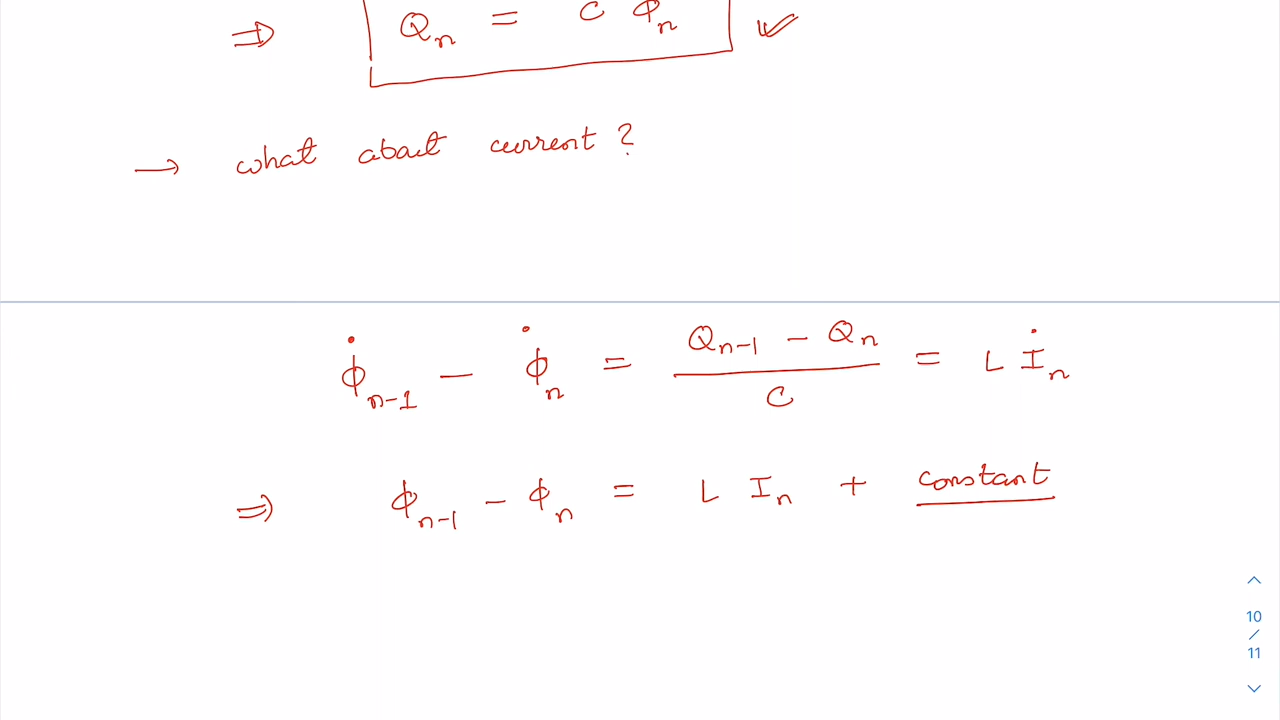 ⇒ Qn = C Φn ✓
→ what about current ?
ϕ̇n-1 − ϕ̇n = (Qn-1 − Qn) / C = L İn
⇒ ϕn-1 − ϕn = L In + constant
10
/
11